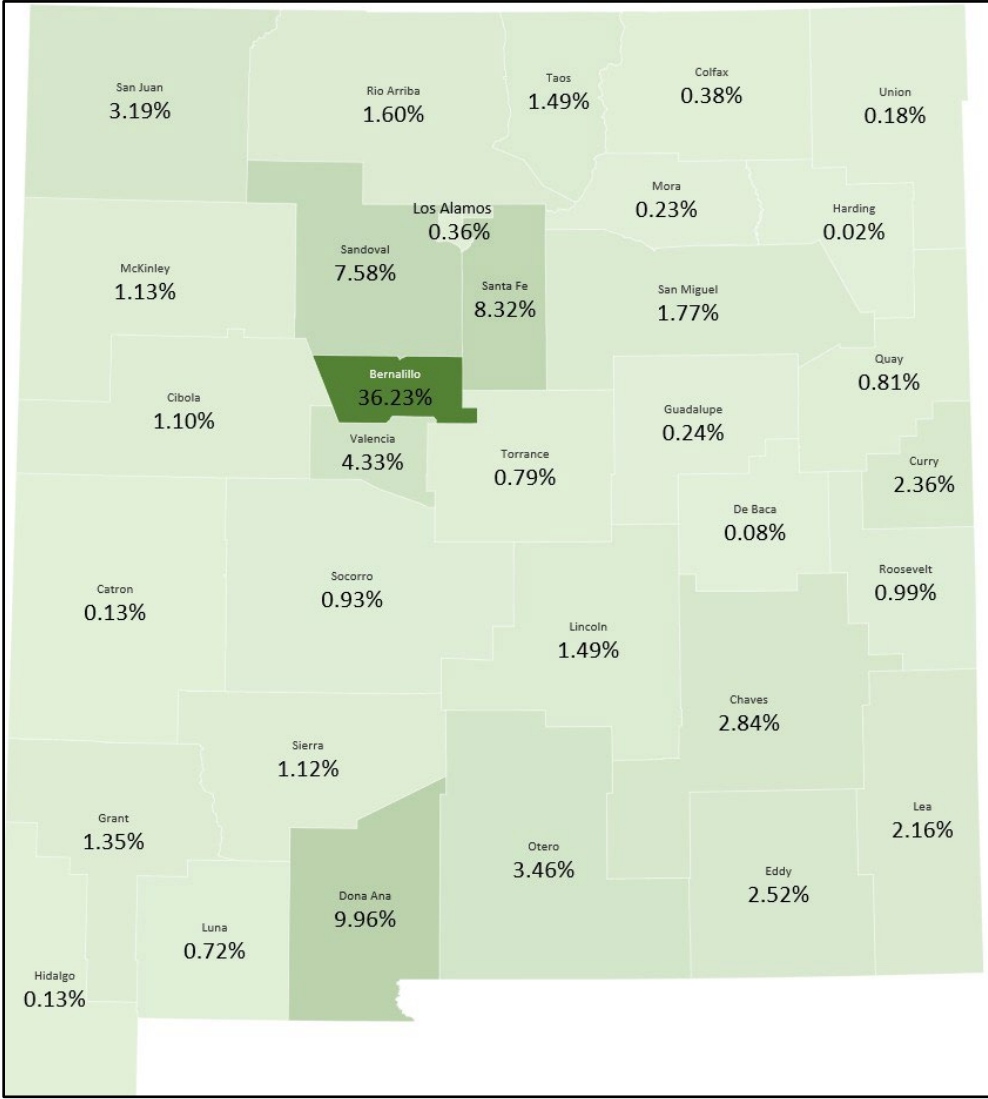 San Juan
3.19%
Rio Arriba
1.60%
Taos
1.49%
Colfax
0.38%
Union
0.18%
Mora
0.23%
Harding
0.02%
Los Alamos
0.36%
Sandoval
7.58%
Santa Fe
8.32%
McKinley
1.13%
San Miguel
1.77%
Quay
0.81%
Bernalillo
36.23%
Cibola
1.10%
Guadalupe
0.24%
Valencia
4.33%
Torrance
0.79%
Curry
2.36%
De Baca
0.08%
Roosevelt
0.99%
Catron
0.13%
Socorro
0.93%
Lincoln
1.49%
Chaves
2.84%
Sierra
1.12%
Lea
2.16%
Grant
1.35%
Otero
3.46%
Eddy
2.52%
Dona Ana
9.96%
Luna
0.72%
Hidalgo
0.13%